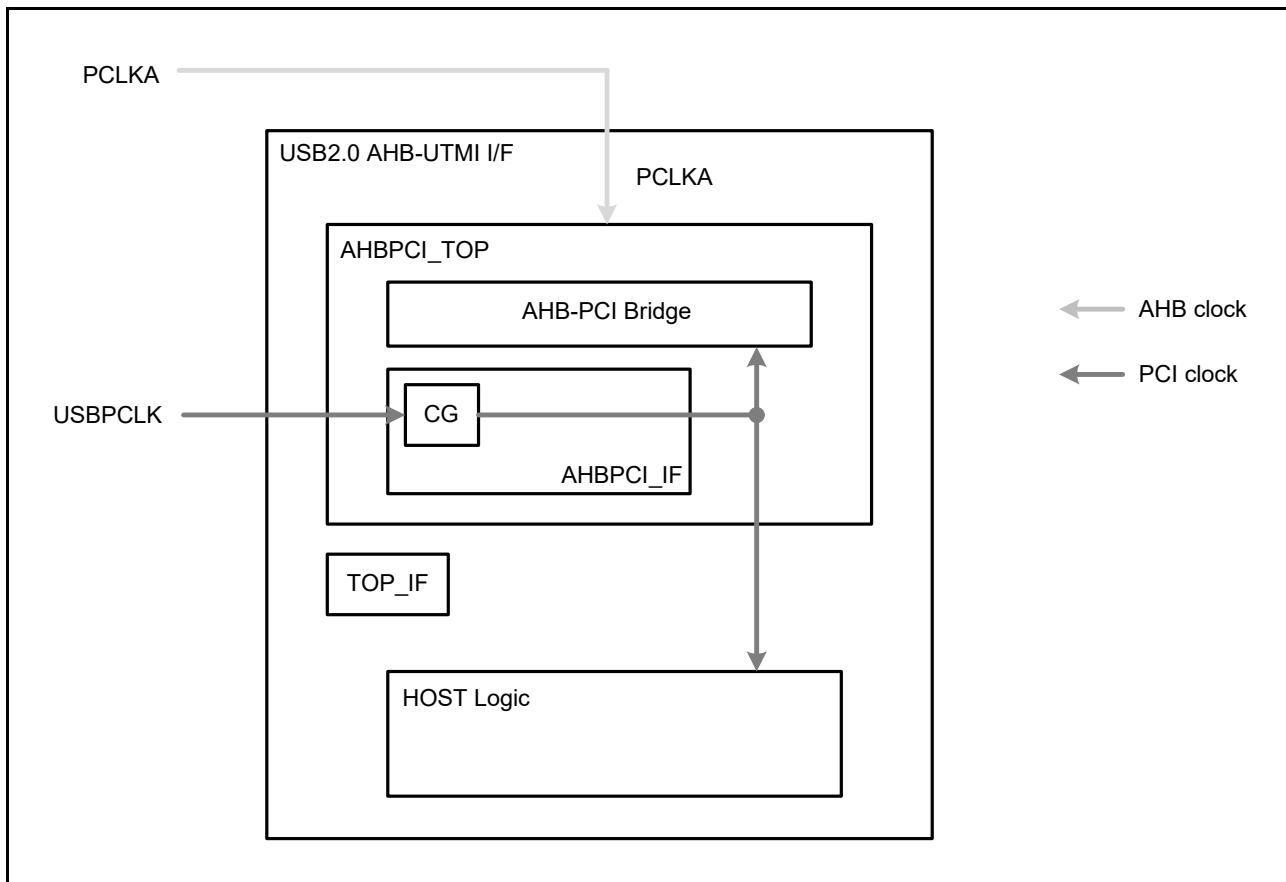 PCLKA
USB2.0 AHB-UTMI I/F
PCLKA
AHBPCI_TOP
AHB-PCI Bridge
AHB clock
PCI clock
USBPCLK
CG
AHBPCI_IF
TOP_IF
HOST Logic